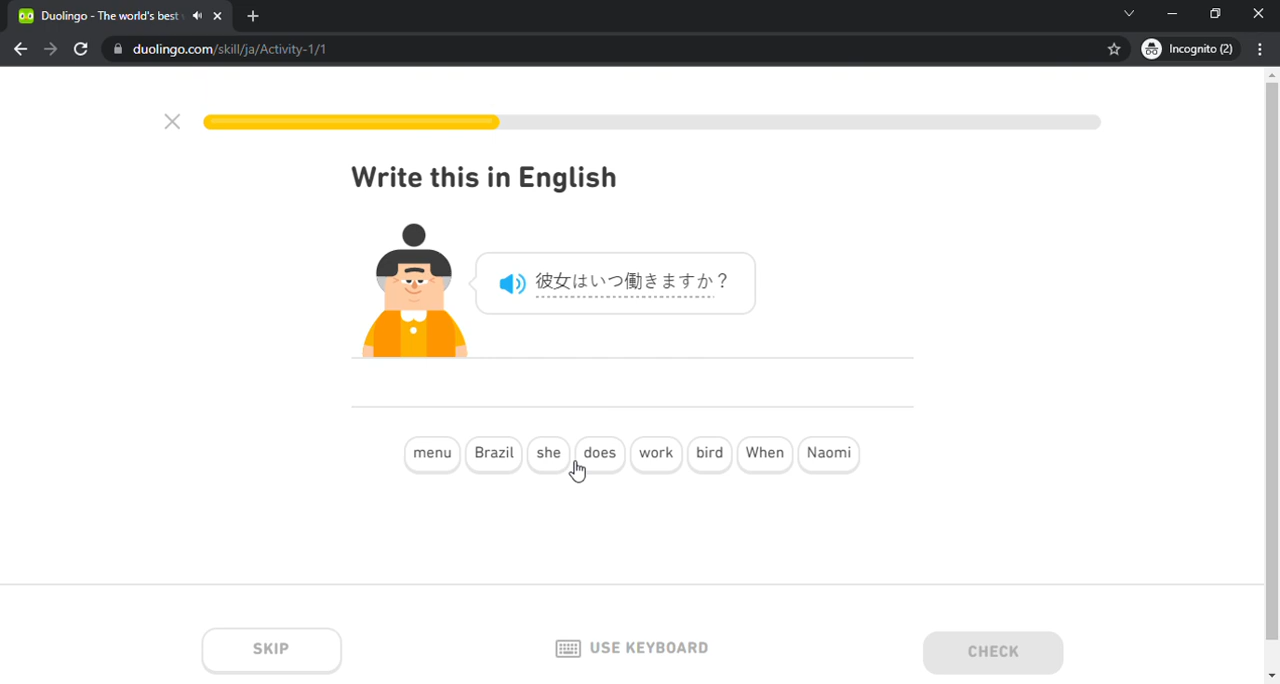 Duolingo - The world's best
duolingo.com/skill/ja/Activity-1/1
Incognito (2)
Write this in English
彼女はいつ働きますか？
menu Brazil she does work bird When Naomi
SKIP
USE KEYBOARD
CHECK